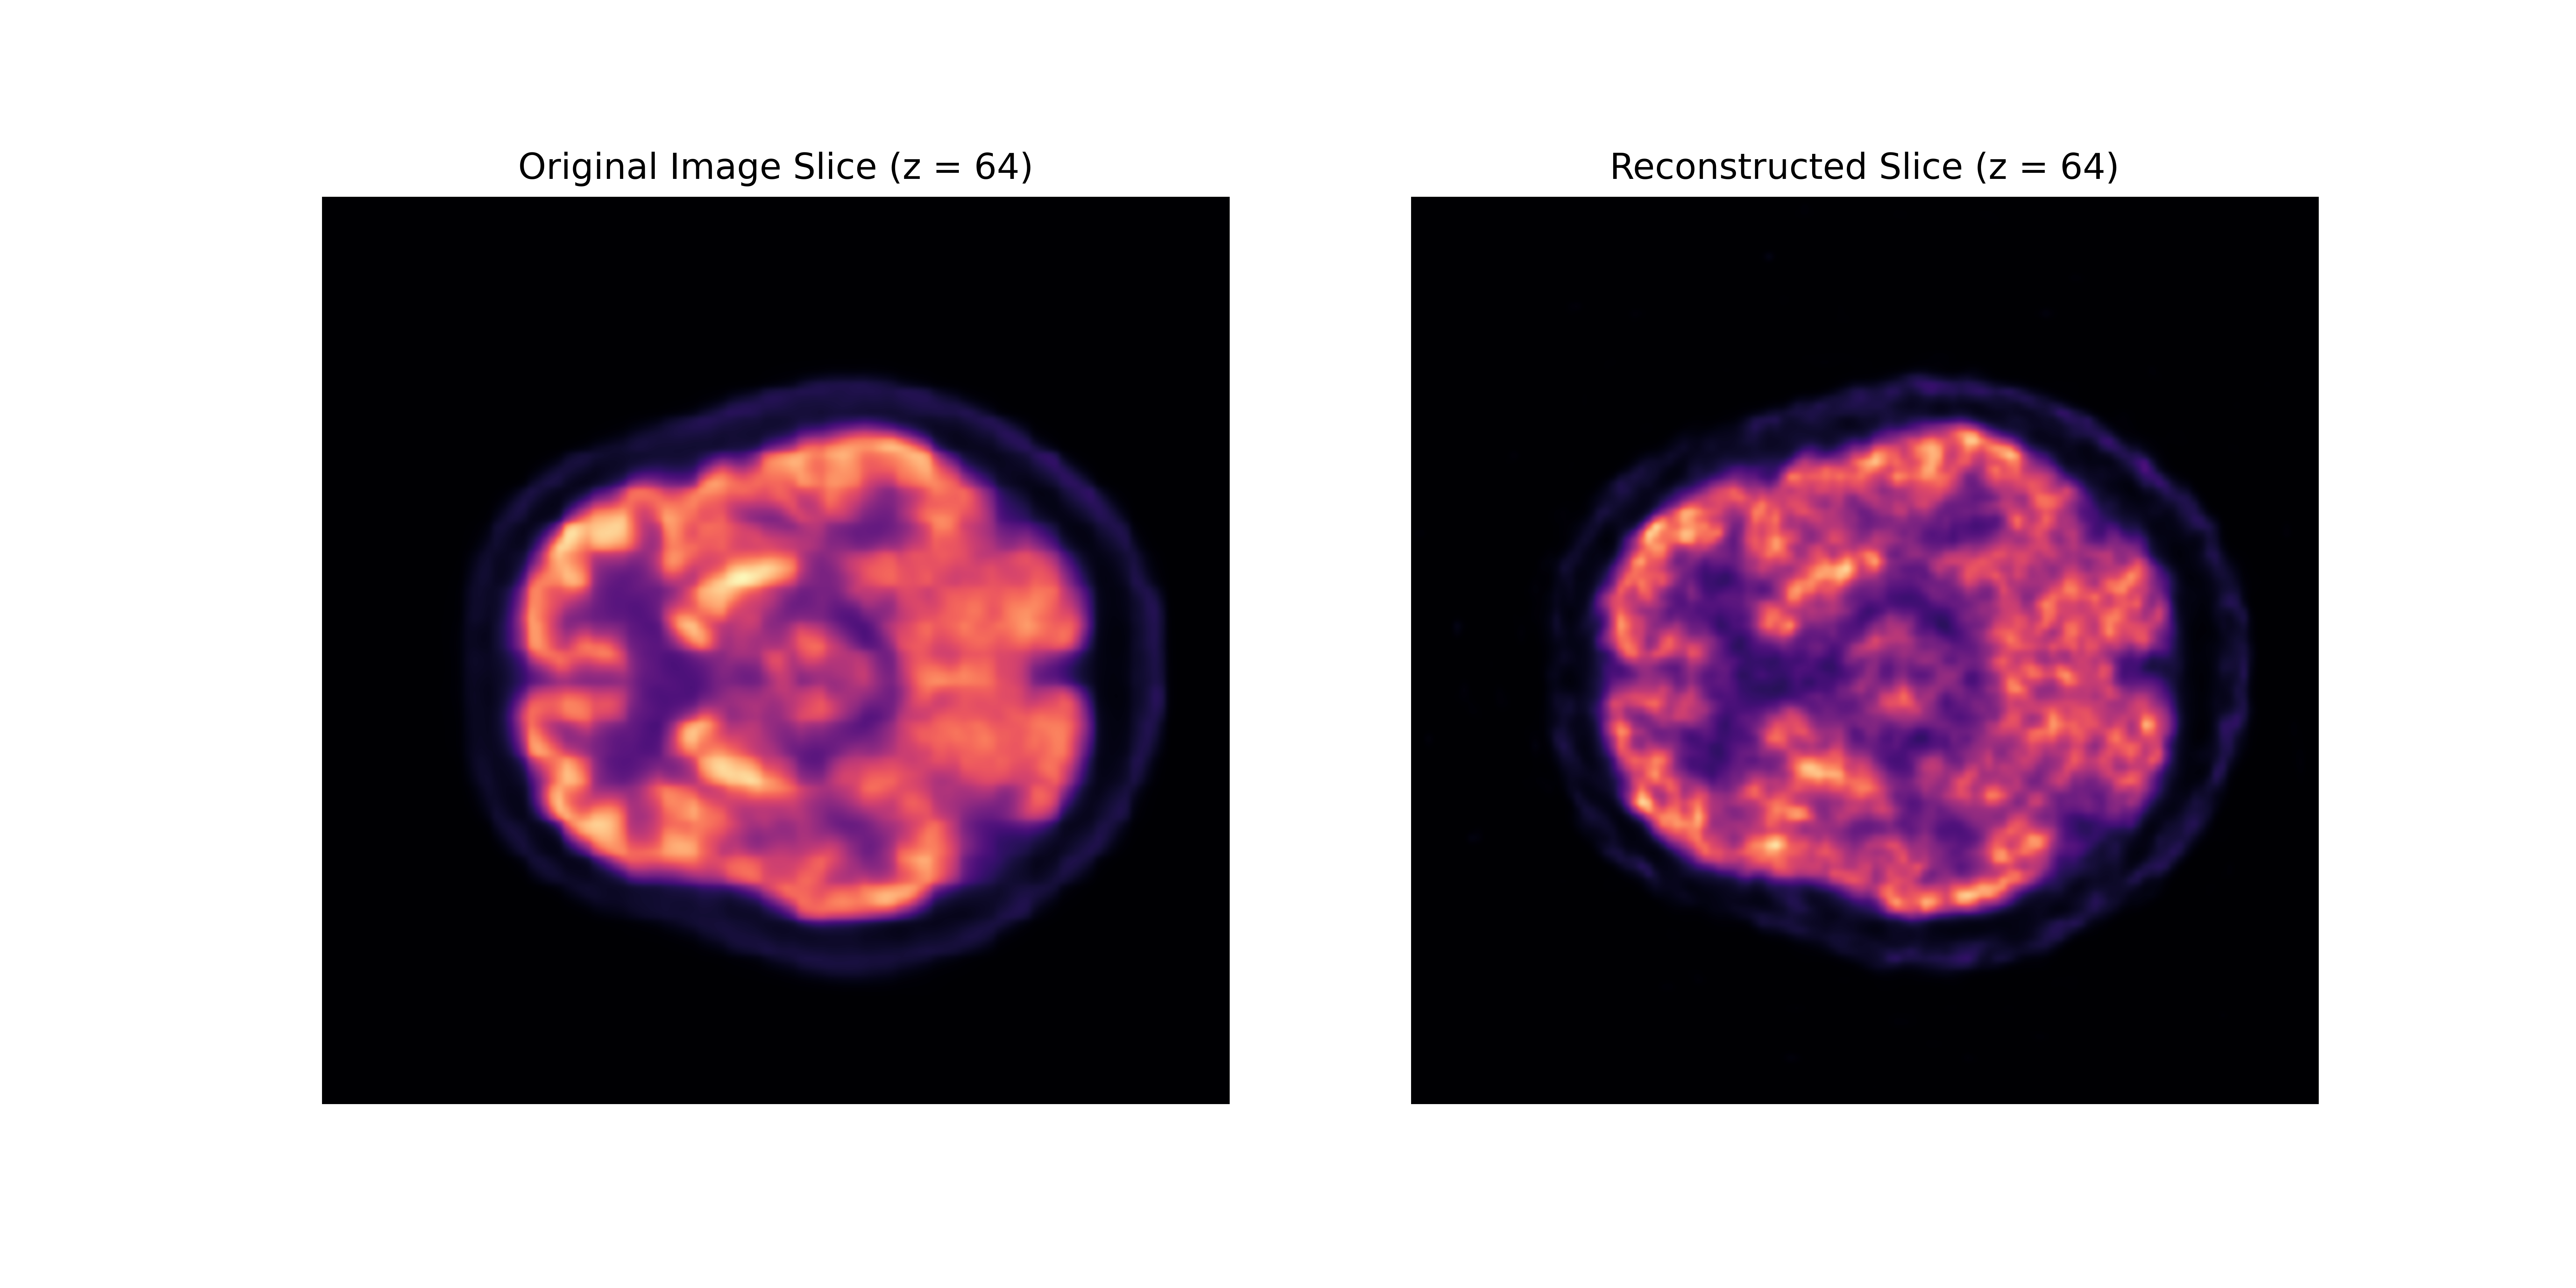 Original Image Slice (z = 64)
Reconstructed Slice (z = 64)